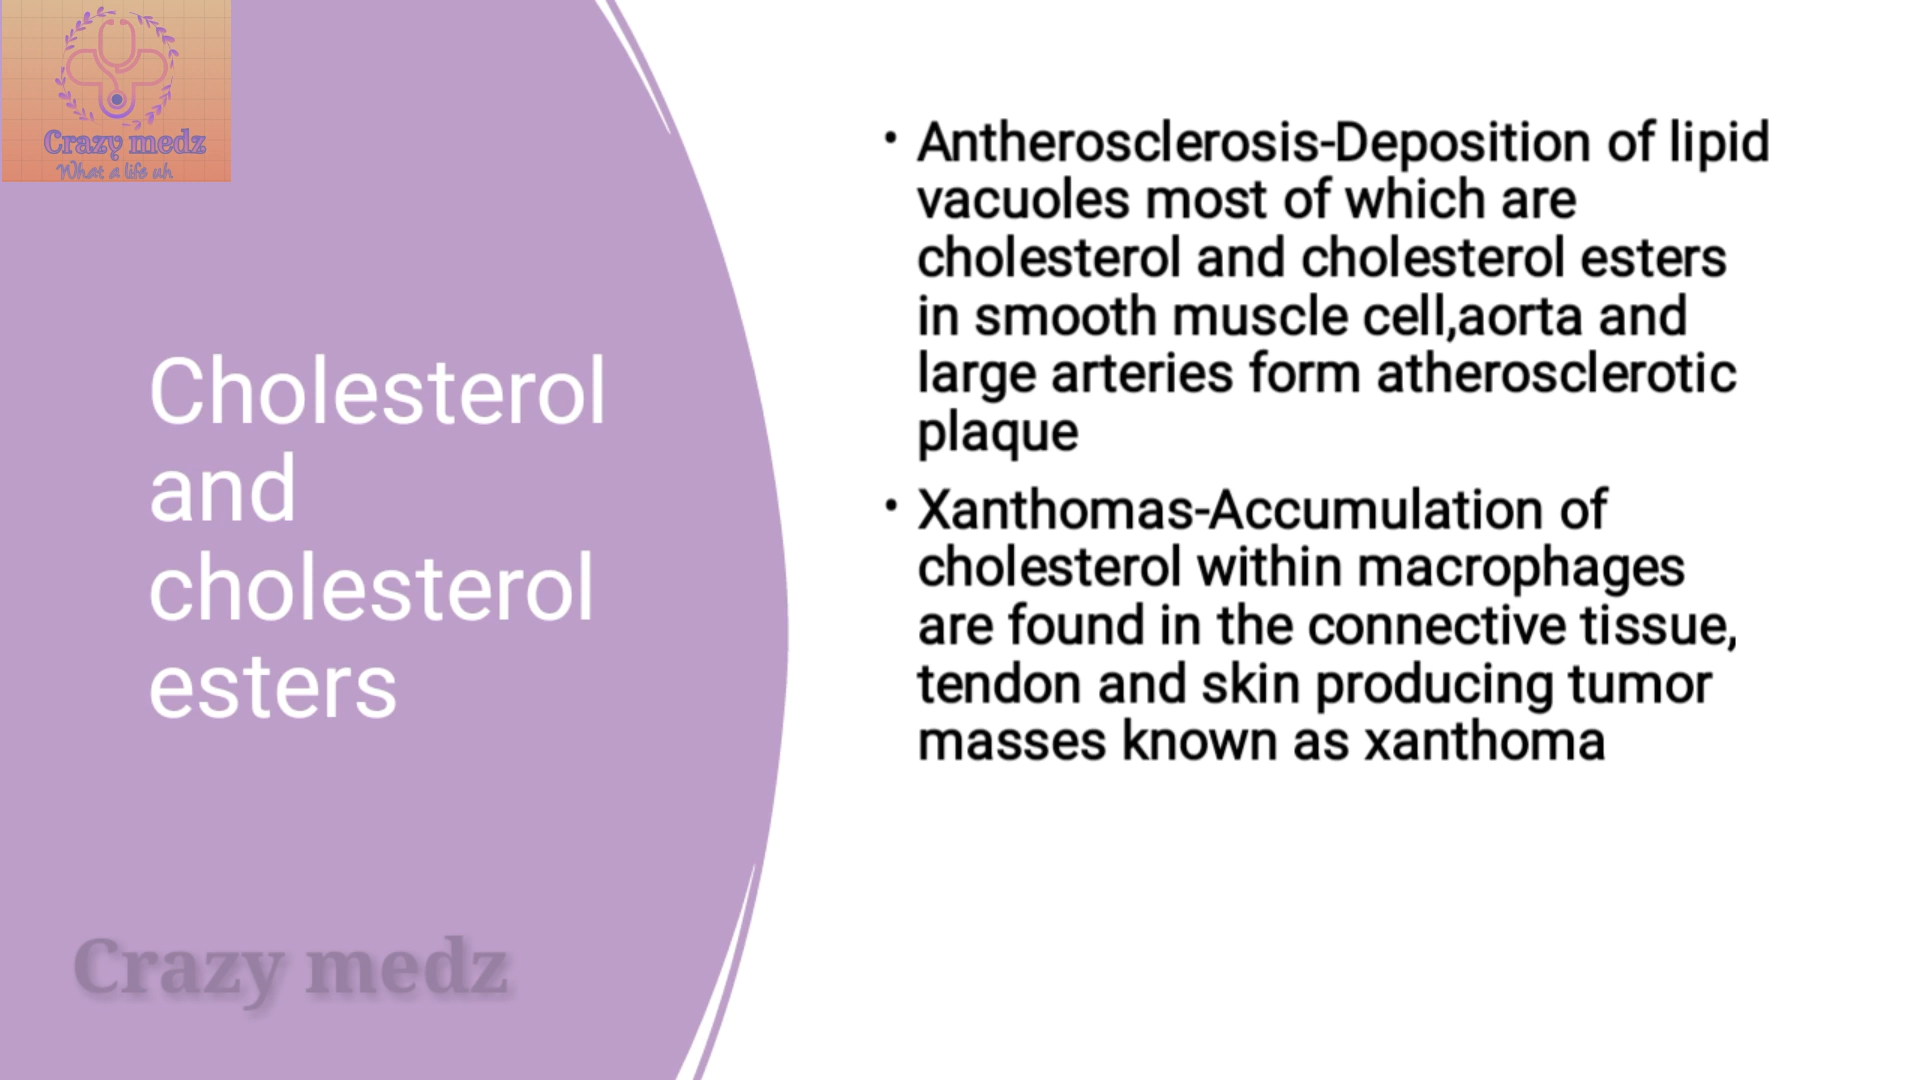 Crazy medz
What a life uh
Cholesterol
and
cholesterol
esters
Crazy medz
• Antherosclerosis-Deposition of lipid
vacuoles most of which are
cholesterol and cholesterol esters
in smooth muscle cell,aorta and
large arteries form atherosclerotic
plaque
• Xanthomas-Accumulation of
cholesterol within macrophages
are found in the connective tissue,
tendon and skin producing tumor
masses known as xanthoma